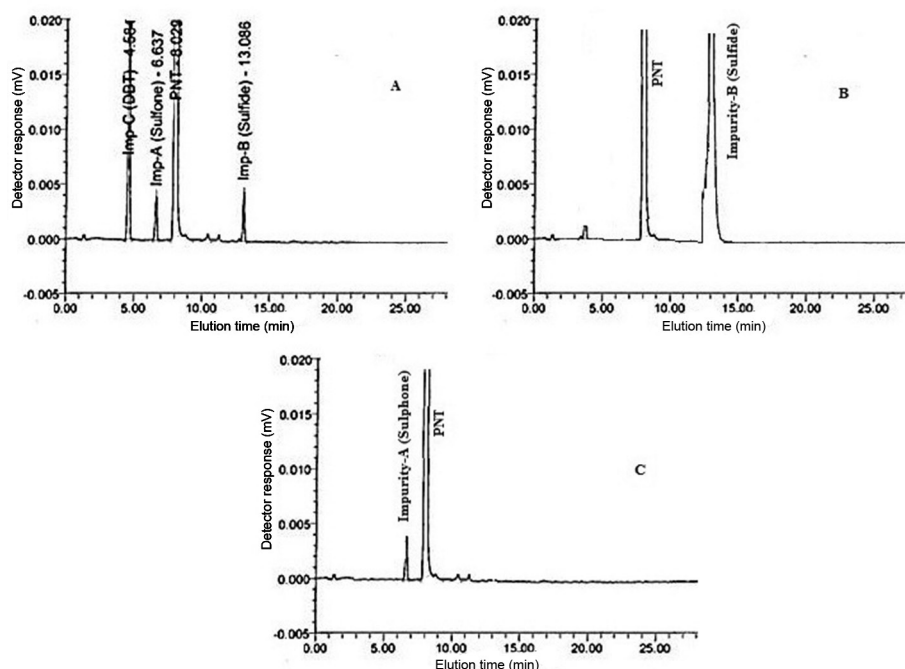 Detector response (mV)
0.020
0.015
0.010
0.005
0.000
-0.005
Imp-C (DBT) - 4.584
Imp-A (Sulfone) - 6.637
PNT - 8.029
Imp-B (Sulfide) - 13.086
A
0.00 5.00 10.00 15.00 20.00 25.00
Elution time (min)
Detector response (mV)
0.020
0.015
0.010
0.005
0.000
-0.005
PNT
Impurity-B (Sulfide)
B
0.00 5.00 10.00 15.00 20.00 25.00
Elution time (min)
Detector response (mV)
0.020
0.015
0.010
0.005
0.000
-0.005
Impurity-A (Sulphone)
PNT
C
0.00 5.00 10.00 15.00 20.00 25.00
Elution time (min)